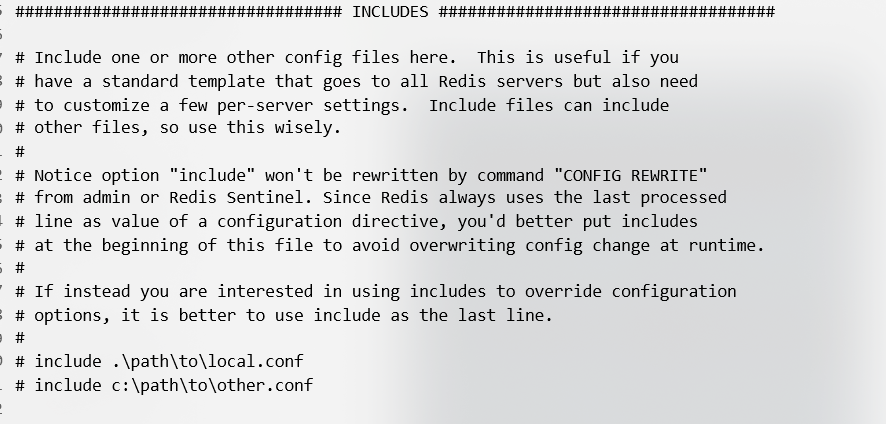 ################################## INCLUDES ###################################
# Include one or more other config files here.  This is useful if you
# have a standard template that goes to all Redis servers but also need
# to customize a few per-server settings.  Include files can include
# other files, so use this wisely.
#
# Notice option "include" won't be rewritten by command "CONFIG REWRITE"
# from admin or Redis Sentinel. Since Redis always uses the last processed
# line as value of a configuration directive, you'd better put includes
# at the beginning of this file to avoid overwriting config change at runtime.
#
# If instead you are interested in using includes to override configuration
# options, it is better to use include as the last line.
#
# include .\path\to\local.conf
# include c:\path\to\other.conf